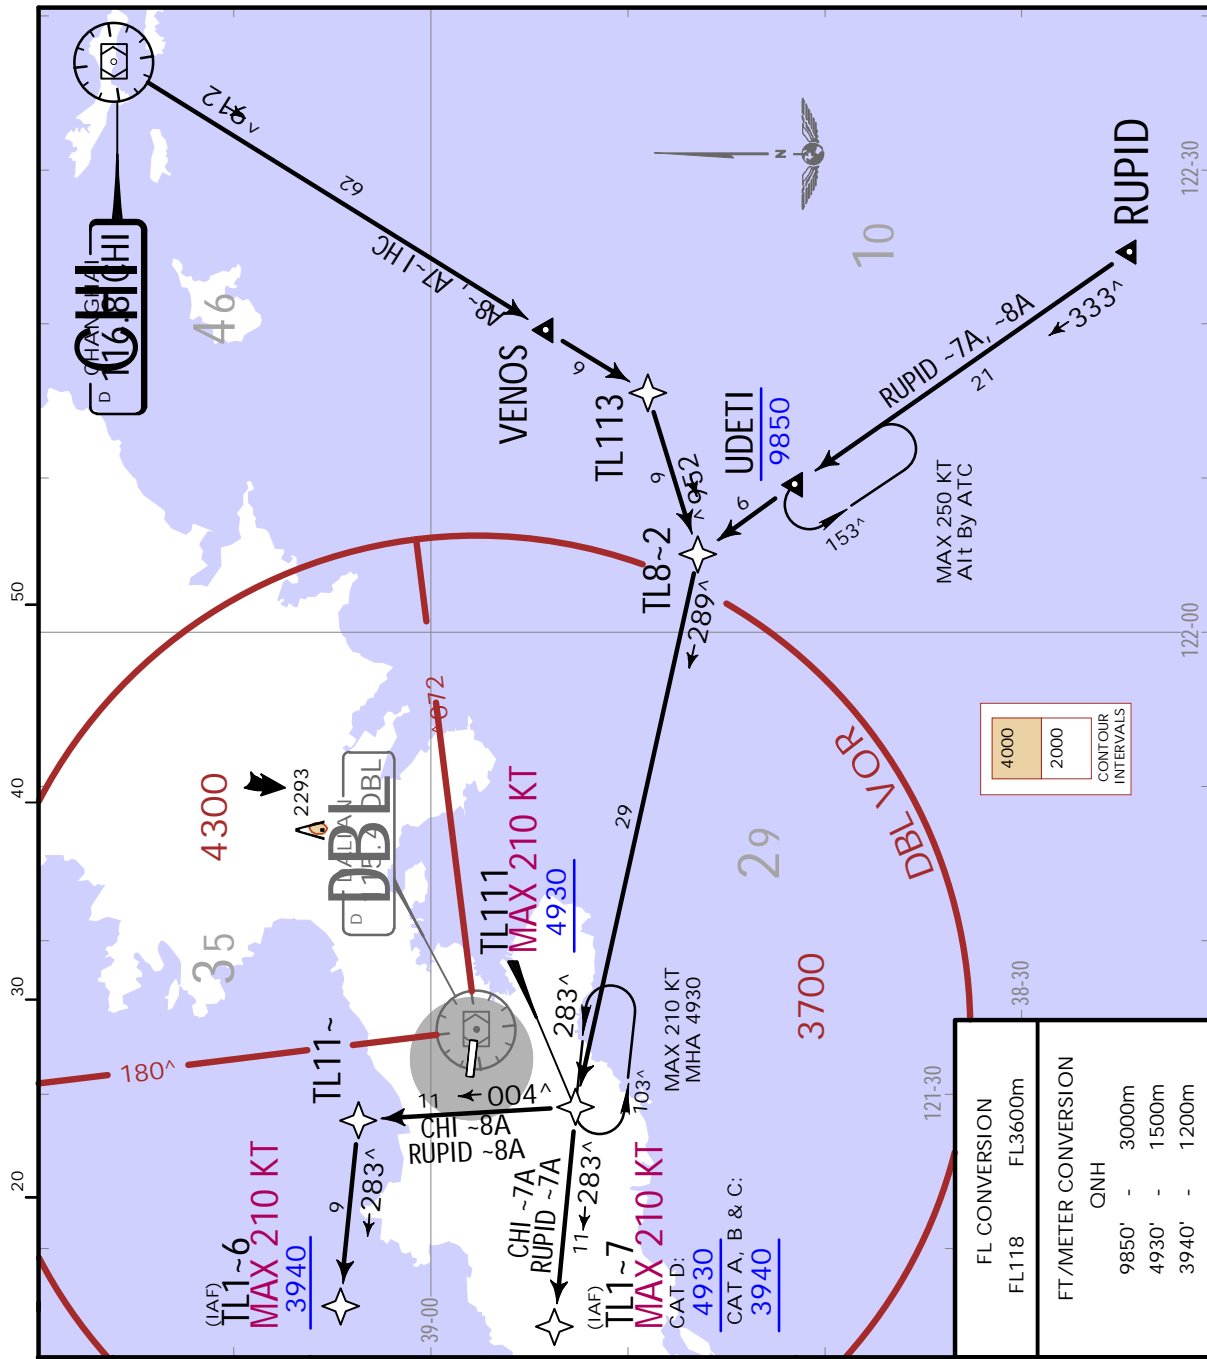 D CHANGHAI
CHI
116.8 CHI
46
^912
62
A8~, A7~ IHC
VENOS
6
TL113
9
^952
TL8~2
UDETI
9850
6
153^
MAX 250 KT
Alt By ATC
RUPID ~7A, ~8A
21
333^
RUPID
N
10
122-30
122-00
121-30
38-30
39-00
50
40
30
20
4300
2293
^072
D DALIAN
DBL
35
289^
29
29
DBL VOR
3700
4000
2000
CONTOUR
INTERVALS
TL111
MAX 210 KT
4930
283^
103^
MAX 210 KT
MHA 4930
180^
TL11~
11
004^
CHI ~8A
RUPID ~8A
9
283^
(IAF)
TL1~6
MAX 210 KT
3940
CHI ~7A
RUPID ~7A
11
283^
(IAF)
TL1~7
MAX 210 KT
CAT D:
4930
CAT A, B & C:
3940
FL CONVERSION
FL118 FL3600m
FT/METER CONVERSION
QNH
9850' - 3000m
4930' - 1500m
3940' - 1200m